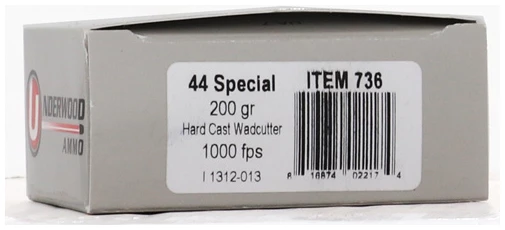 UNDERWOOD
AMMO
44 Special
200 gr
Hard Cast Wadcutter
1000 fps
I 1312-013
ITEM 736
8 16874 02217 4